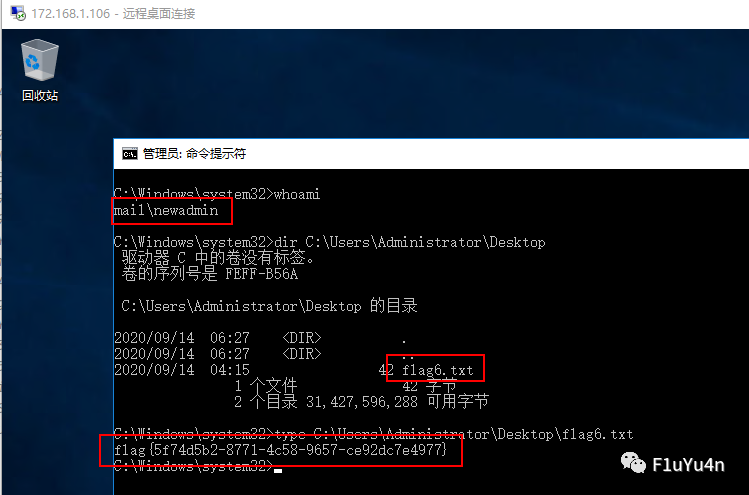 172.168.1.106 - 远程桌面连接
回收站
管理员: 命令提示符
C:\Windows\system32>whoami
mail\newadmin
C:\Windows\system32>dir C:\Users\Administrator\Desktop
驱动器 C 中的卷没有标签。
卷的序列号是 FEFF-B56A
C:\Users\Administrator\Desktop 的目录
2020/09/14 06:27 <DIR> .
2020/09/14 06:27 <DIR> ..
2020/09/14 04:15 42 flag6.txt
1 个文件 42 字节
2 个目录 31,427,596,288 可用字节
C:\Windows\system32>type C:\Users\Administrator\Desktop\flag6.txt
flag{5f74d5b2-8771-4c58-9657-ce92dc7e4977}
C:\Windows\system32>
F1uYu4n